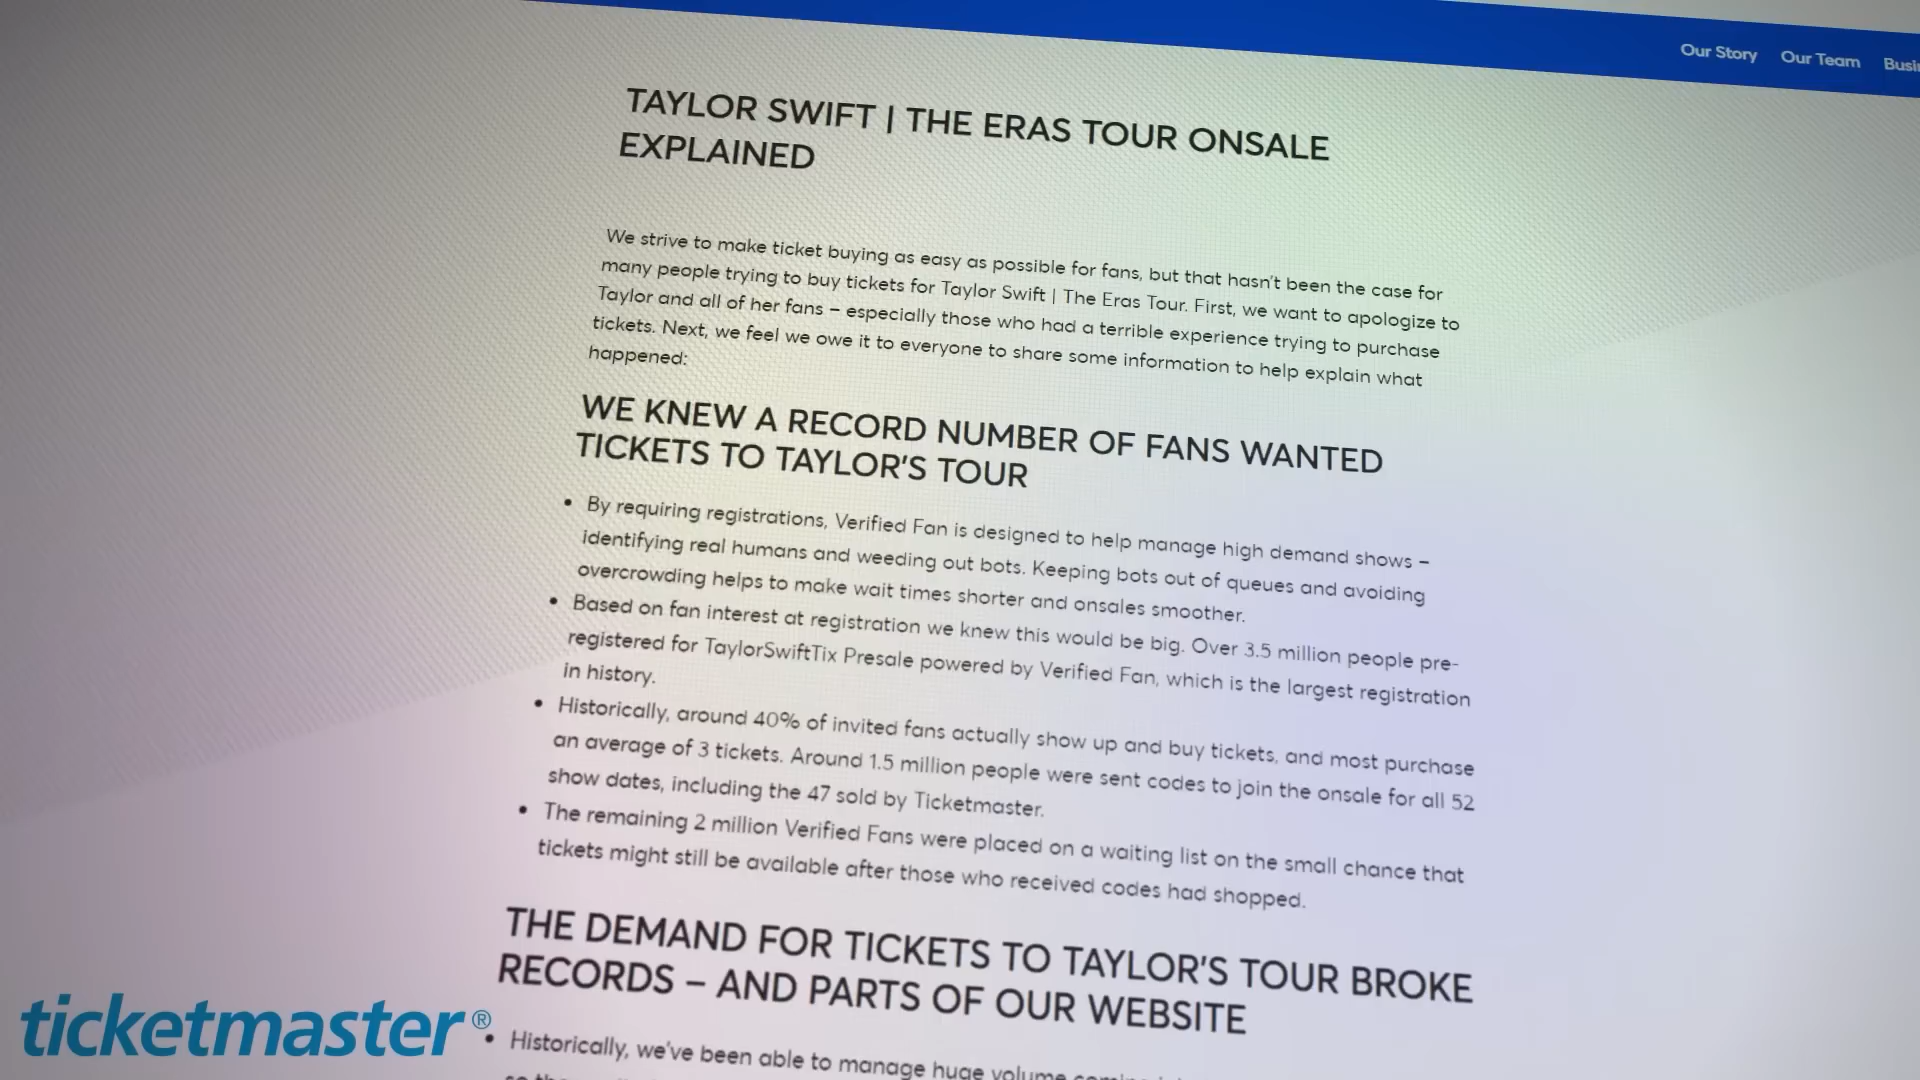 Our Story Our Team
TAYLOR SWIFT | THE ERAS TOUR ONSALE
EXPLAINED
We strive to make ticket buying as easy as possible for fans, but that hasn't been the case for
many people trying to buy tickets for Taylor Swift | The Eras Tour. First, we want to apologize to
Taylor and all of her fans – especially those who had a terrible experience trying to purchase
tickets. Next, we feel we owe it to everyone to share some information to help explain what
happened:
WE KNEW A RECORD NUMBER OF FANS WANTED
TICKETS TO TAYLOR'S TOUR
• By requiring registrations, Verified Fan is designed to help manage high demand shows –
identifying real humans and weeding out bots. Keeping bots out of queues and avoiding
overcrowding helps to make wait times shorter and onsales smoother.
• Based on fan interest at registration we knew this would be big. Over 3.5 million people pre-
registered for TaylorSwiftTix Presale powered by Verified Fan, which is the largest registration
in history.
• Historically, around 40% of invited fans actually show up and buy tickets, and most purchase
an average of 3 tickets. Around 1.5 million people were sent codes to join the onsale for all 52
show dates, including the 47 sold by Ticketmaster.
• The remaining 2 million Verified Fans were placed on a waiting list on the small chance that
tickets might still be available after those who received codes had shopped.
THE DEMAND FOR TICKETS TO TAYLOR'S TOUR BROKE
RECORDS – AND PARTS OF OUR WEBSITE
• Historically, we've been able to manage huge volume
ticketmaster®